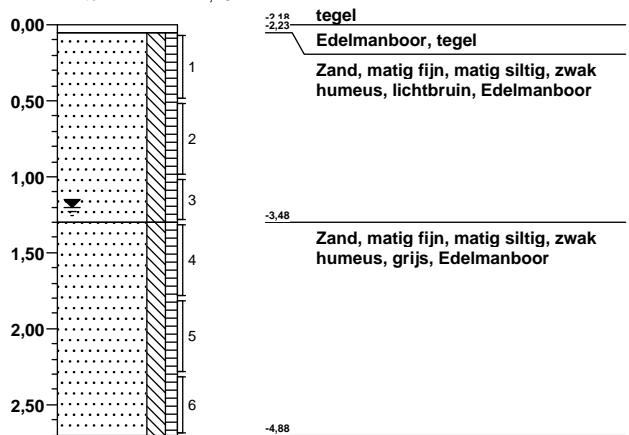 0,00
0,50
1,00
1,50
2,00
2,50
1
2
3
4
5
6
-2,18
tegel
-2,23
Edelmanboor, tegel
Zand, matig fijn, matig siltig, zwak
humeus, lichtbruin, Edelmanboor
-3,48
Zand, matig fijn, matig siltig, zwak
humeus, grijs, Edelmanboor
-4,88